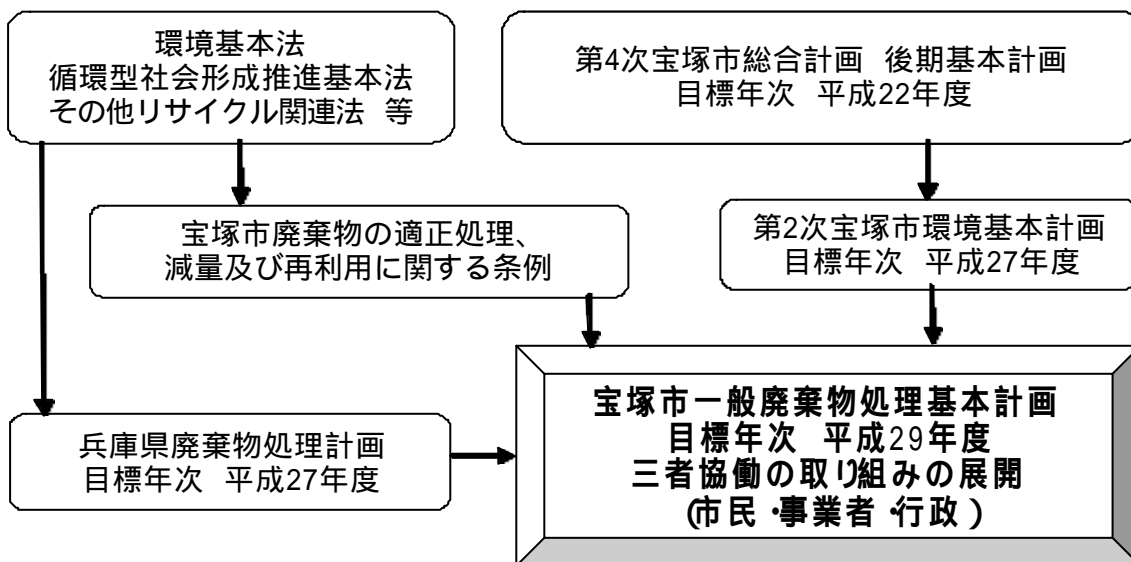 環境基本法
循環型社会形成推進基本法
その他リサイクル関連法 等
第4次宝塚市総合計画 後期基本計画
目標年次 平成22年度
宝塚市廃棄物の適正処理、
減量及び再利用に関する条例
第2次宝塚市環境基本計画
目標年次 平成27年度
兵庫県廃棄物処理計画
目標年次 平成27年度
宝塚市一般廃棄物処理基本計画
目標年次 平成29年度
三者協働の取り組みの展開
(市民・事業者・行政)